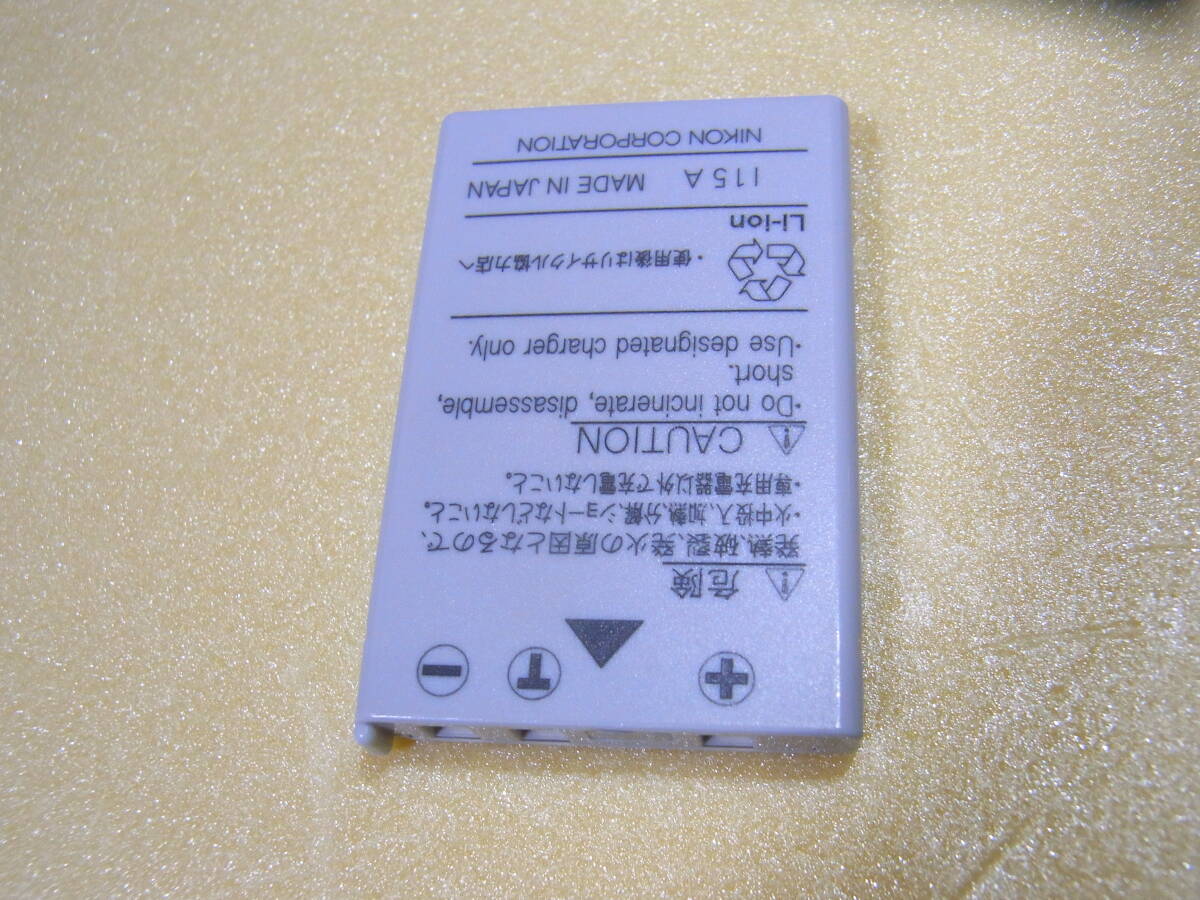 危険
発熱、破裂、発火の原因となるので、
・火中投入、加熱、分解、ショートなどしないこと。
・専用充電器以外で充電しないこと。
CAUTION
・Do not incinerate, disassemble,
short.
・Use designated charger only.
・使用後はリサイクル協力店へ
Li-ion
115 A MADE IN JAPAN
NIKON CORPORATION
+ T −